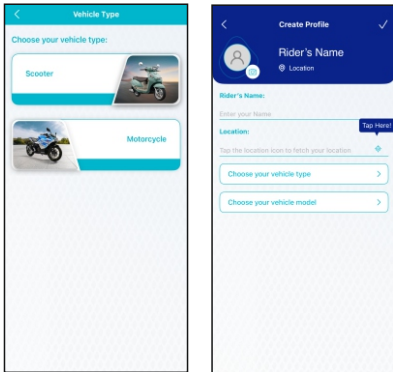 Vehicle Type
Choose your vehicle type:
Scooter
Motorcycle
Create Profile
Rider's Name
Location
Rider's Name:
Enter your Name
Location:
Tap Here!
Tap the location icon to fetch your location
Choose your vehicle type
Choose your vehicle model